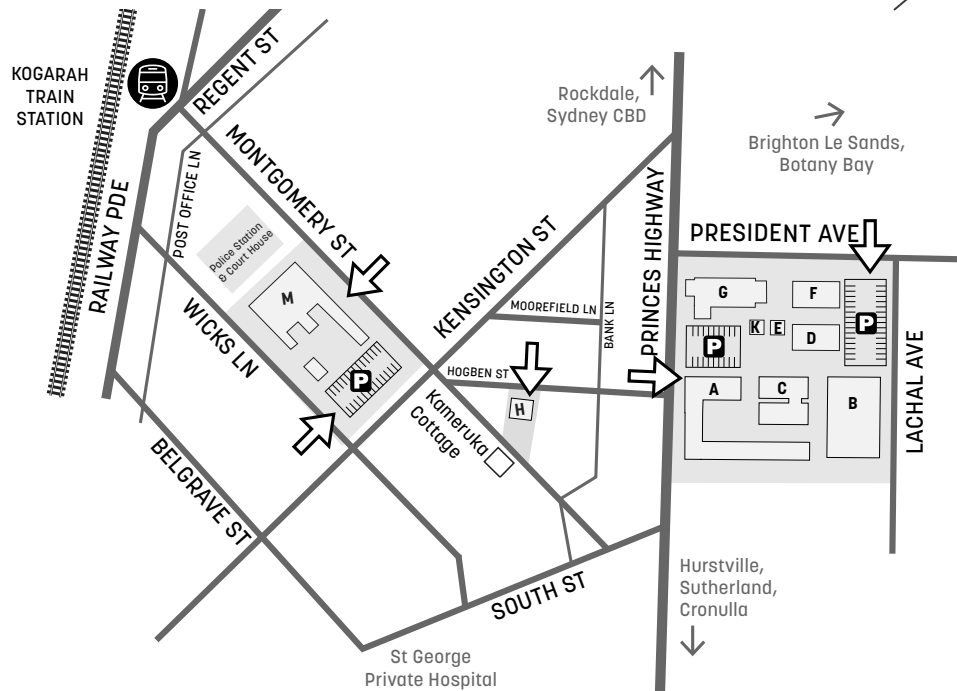 KOGARAH
TRAIN
STATION
REGENT ST
MONTGOMERY ST
POST OFFICE LN
RAILWAY PDE
Police Station
& Court House
M
P
WICKS LN
BELGRAVE ST
KENSINGTON ST
Kameruka
Cottage
HOGBEN ST
H
MOOREFIELD LN
BANK LN
SOUTH ST
St George
Private Hospital
Rockdale,
Sydney CBD
PRINCES HIGHWAY
Brighton Le Sands,
Botany Bay
PRESIDENT AVE
G
F
K
E
D
P
P
A
C
B
LACHAL AVE
Hurstville,
Sutherland,
Cronulla